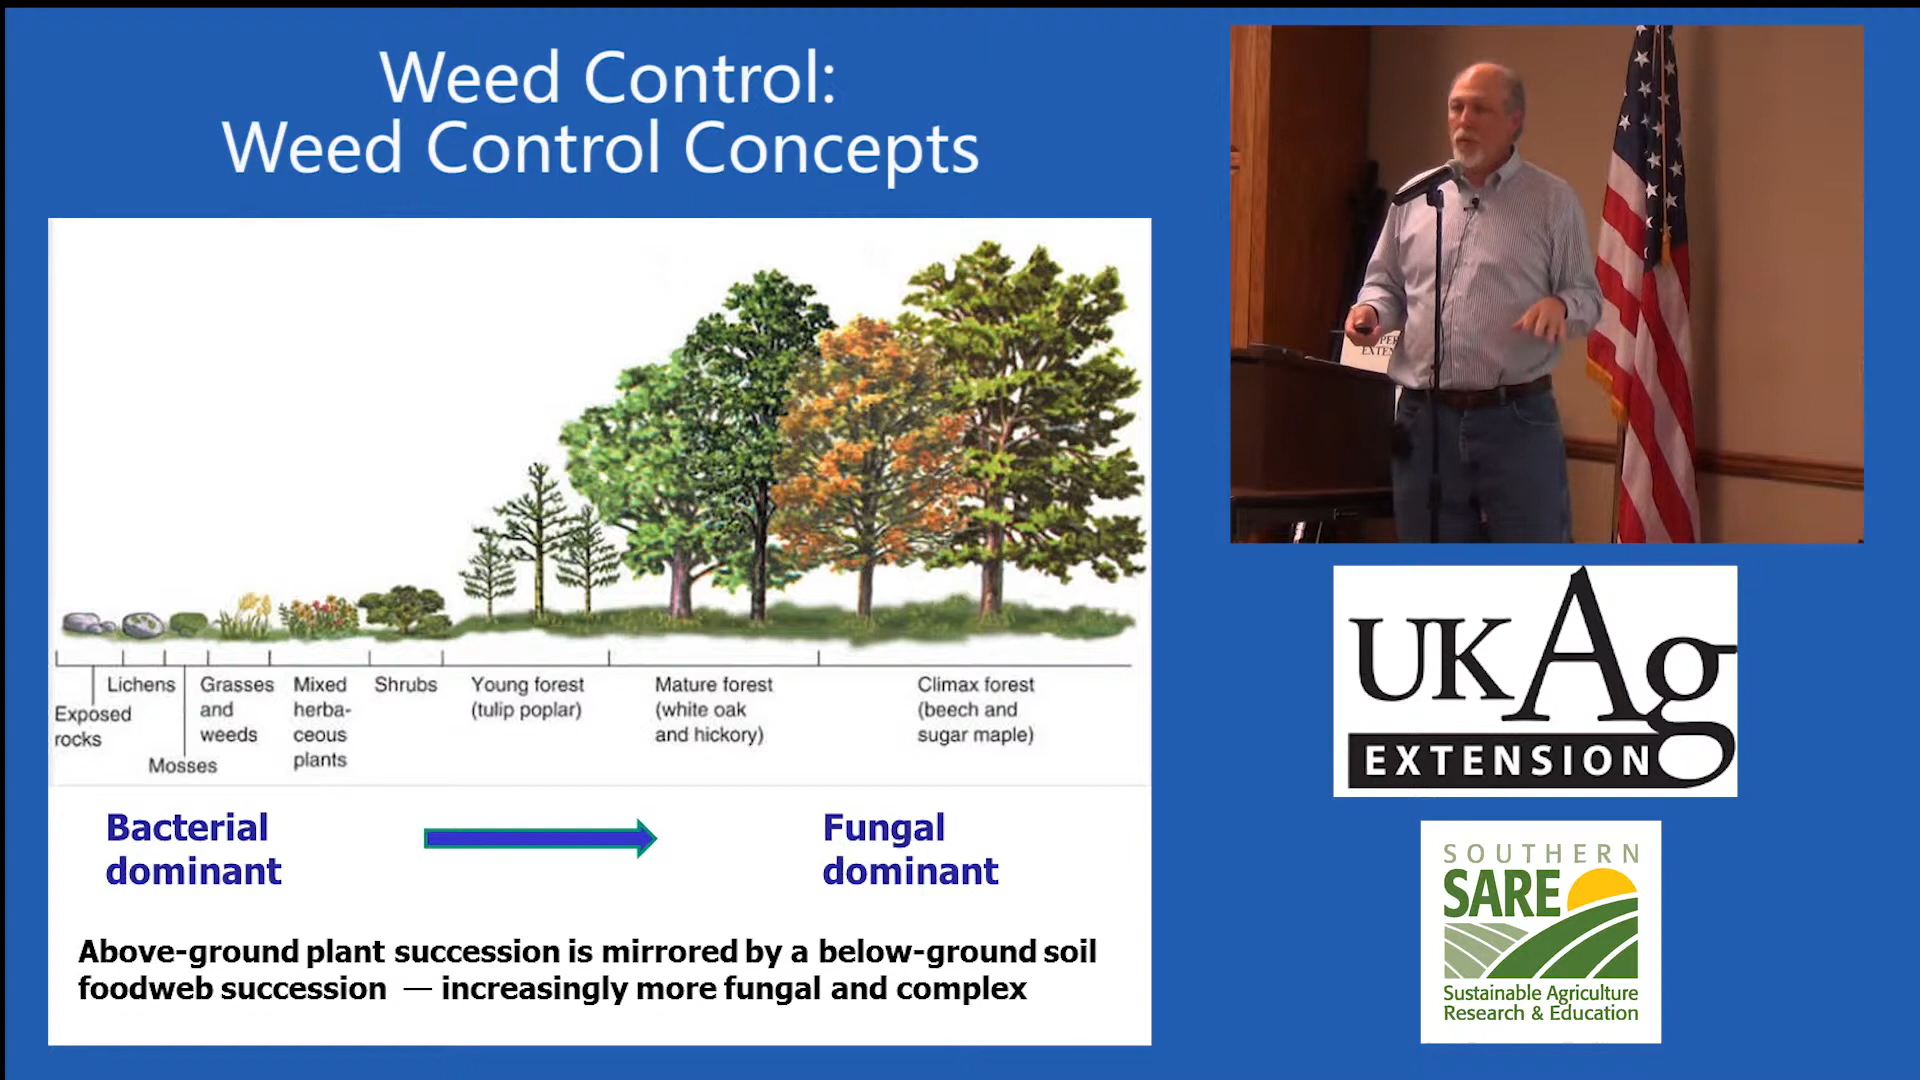 Weed Control:
Weed Control Concepts
Exposed
rocks
Lichens
Mosses
Grasses
and
weeds
Mixed
herba-
ceous
plants
Shrubs
Young forest
(tulip poplar)
Mature forest
(white oak
and hickory)
Climax forest
(beech and
sugar maple)
Bacterial
dominant
Fungal
dominant
Above-ground plant succession is mirrored by a below-ground soil
foodweb succession — increasingly more fungal and complex
UKAg
EXTENSION
SOUTHERN
SARE
Sustainable Agriculture
Research & Education